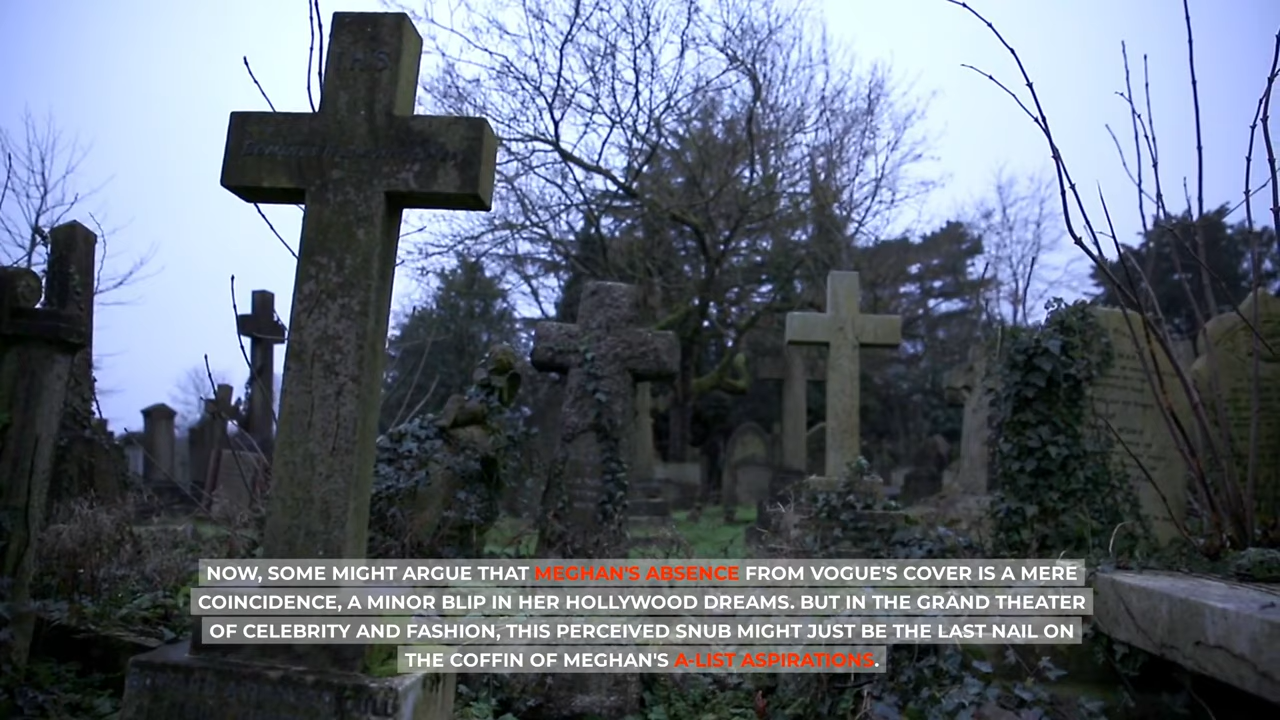 NOW, SOME MIGHT ARGUE THAT MEGHAN'S ABSENCE FROM VOGUE'S COVER IS A MERE
COINCIDENCE, A MINOR BLIP IN HER HOLLYWOOD DREAMS. BUT IN THE GRAND THEATER
OF CELEBRITY AND FASHION, THIS PERCEIVED SNUB MIGHT JUST BE THE LAST NAIL ON
THE COFFIN OF MEGHAN'S A-LIST ASPIRATIONS.